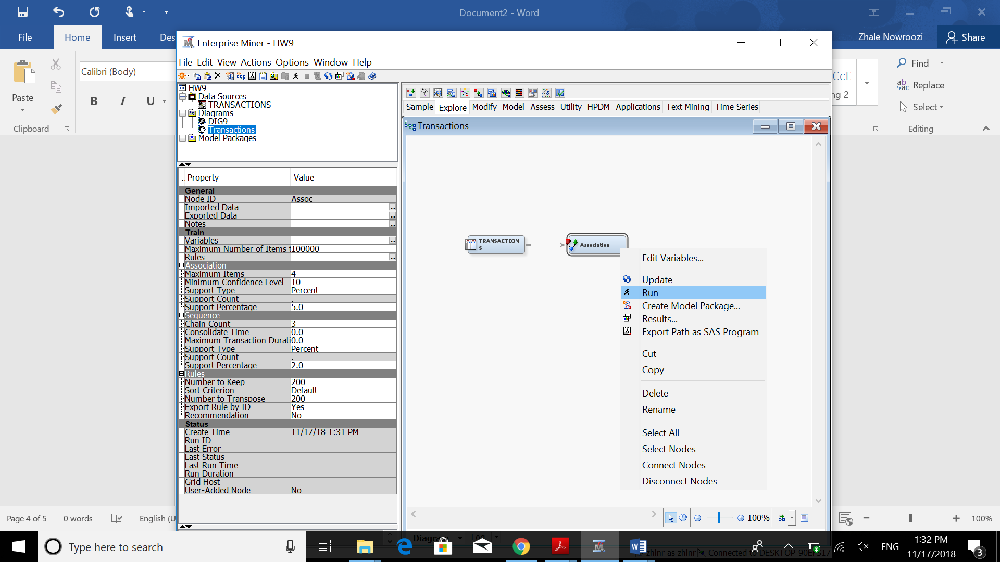 Document2 - Word
File
Home
Insert
Des
Zhale Nowroozi
Share
Paste
Clipboard
Calibri (Body)
B I U
CcD
ng 2
Find
Replace
Select
Editing
Enterprise Miner - HW9
File Edit View Actions Options Window Help
HW9
Data Sources
TRANSACTIONS
Diagrams
DIG9
Transactions
Model Packages
.. Property Value
General
Node ID Assoc
Imported Data ...
Exported Data ...
Notes ...
Train
Variables ...
Maximum Number of Items t 100000
Rules ...
Association
Maximum Items 4
Minimum Confidence Level 10
Support Type Percent
Support Count .
Support Percentage 5.0
Sequence
Chain Count 3
Consolidate Time 0.0
Maximum Transaction Durati 0.0
Support Type Percent
Support Count .
Support Percentage 2.0
Rules
Number to Keep 200
Sort Criterion Default
Number to Transpose 200
Export Rule by ID Yes
Recommendation No
Status
Create Time 11/17/18 1:31 PM
Run ID
Last Error
Last Status
Last Run Time
Run Duration
Grid Host
User-Added Node No
Sample Explore Modify Model Assess Utility HPDM Applications Text Mining Time Series
Transactions
TRANSACTION
S
Association
Edit Variables...
Update
Run
Create Model Package...
Results...
Export Path as SAS Program
Cut
Copy
Delete
Rename
Select All
Select Nodes
Connect Nodes
Disconnect Nodes
100%
Diagram Log
zhlnr as zhlnr Connected to DESKTOP-90EF317
Page 4 of 5 0 words English (U
100%
Type here to search
ENG
1:32 PM
11/17/2018
3